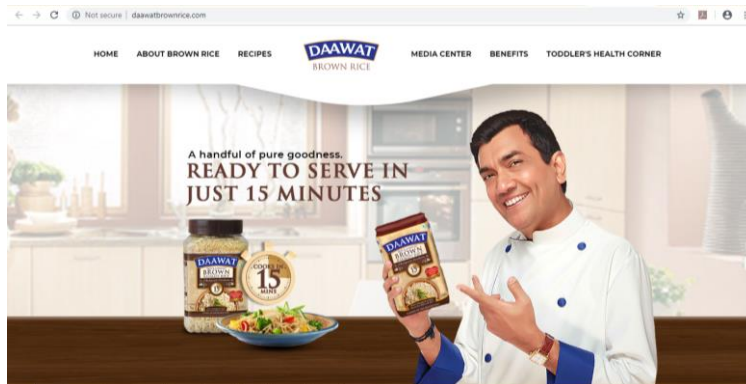 Not secure | daawatbrownrice.com
HOME ABOUT BROWN RICE RECIPES DAAWAT MEDIA CENTER BENEFITS TODDLER'S HEALTH CORNER
BROWN RICE
A handful of pure goodness.
READY TO SERVE IN
JUST 15 MINUTES
DAAWAT
BROWN
15
COOKS IN
15
MINS
DAAWAT
BROWN
15